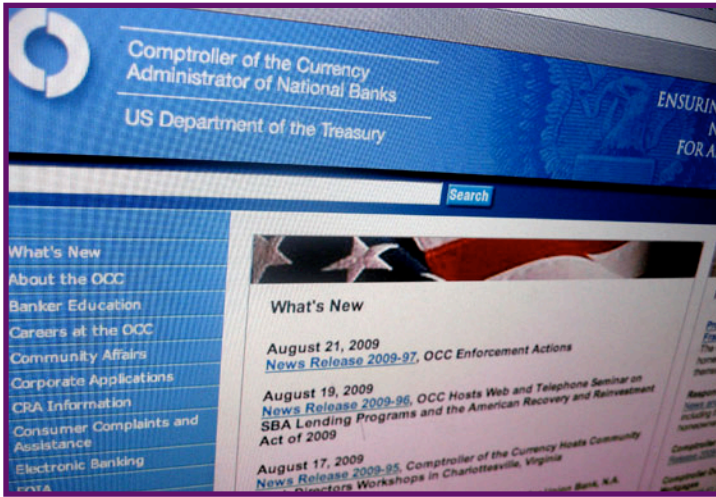 Comptroller of the Currency
Administrator of National Banks
US Department of the Treasury
ENSURIN
N
FOR A
Search
What's New
About the OCC
Banker Education
Careers at the OCC
Community Affairs
Corporate Applications
CRA Information
Consumer Complaints and
Assistance
Electronic Banking
FOIA
What's New
August 21, 2009
News Release 2009-97, OCC Enforcement Actions
August 19, 2009
News Release 2009-96, OCC Hosts Web and Telephone Seminar on
SBA Lending Programs and the American Recovery and Reinvestment
Act of 2009
August 17, 2009
News Release 2009-95, Comptroller of the Currency Hosts Community
Directors Workshops in Charlottesville, Virginia
Union Bank, N.A.